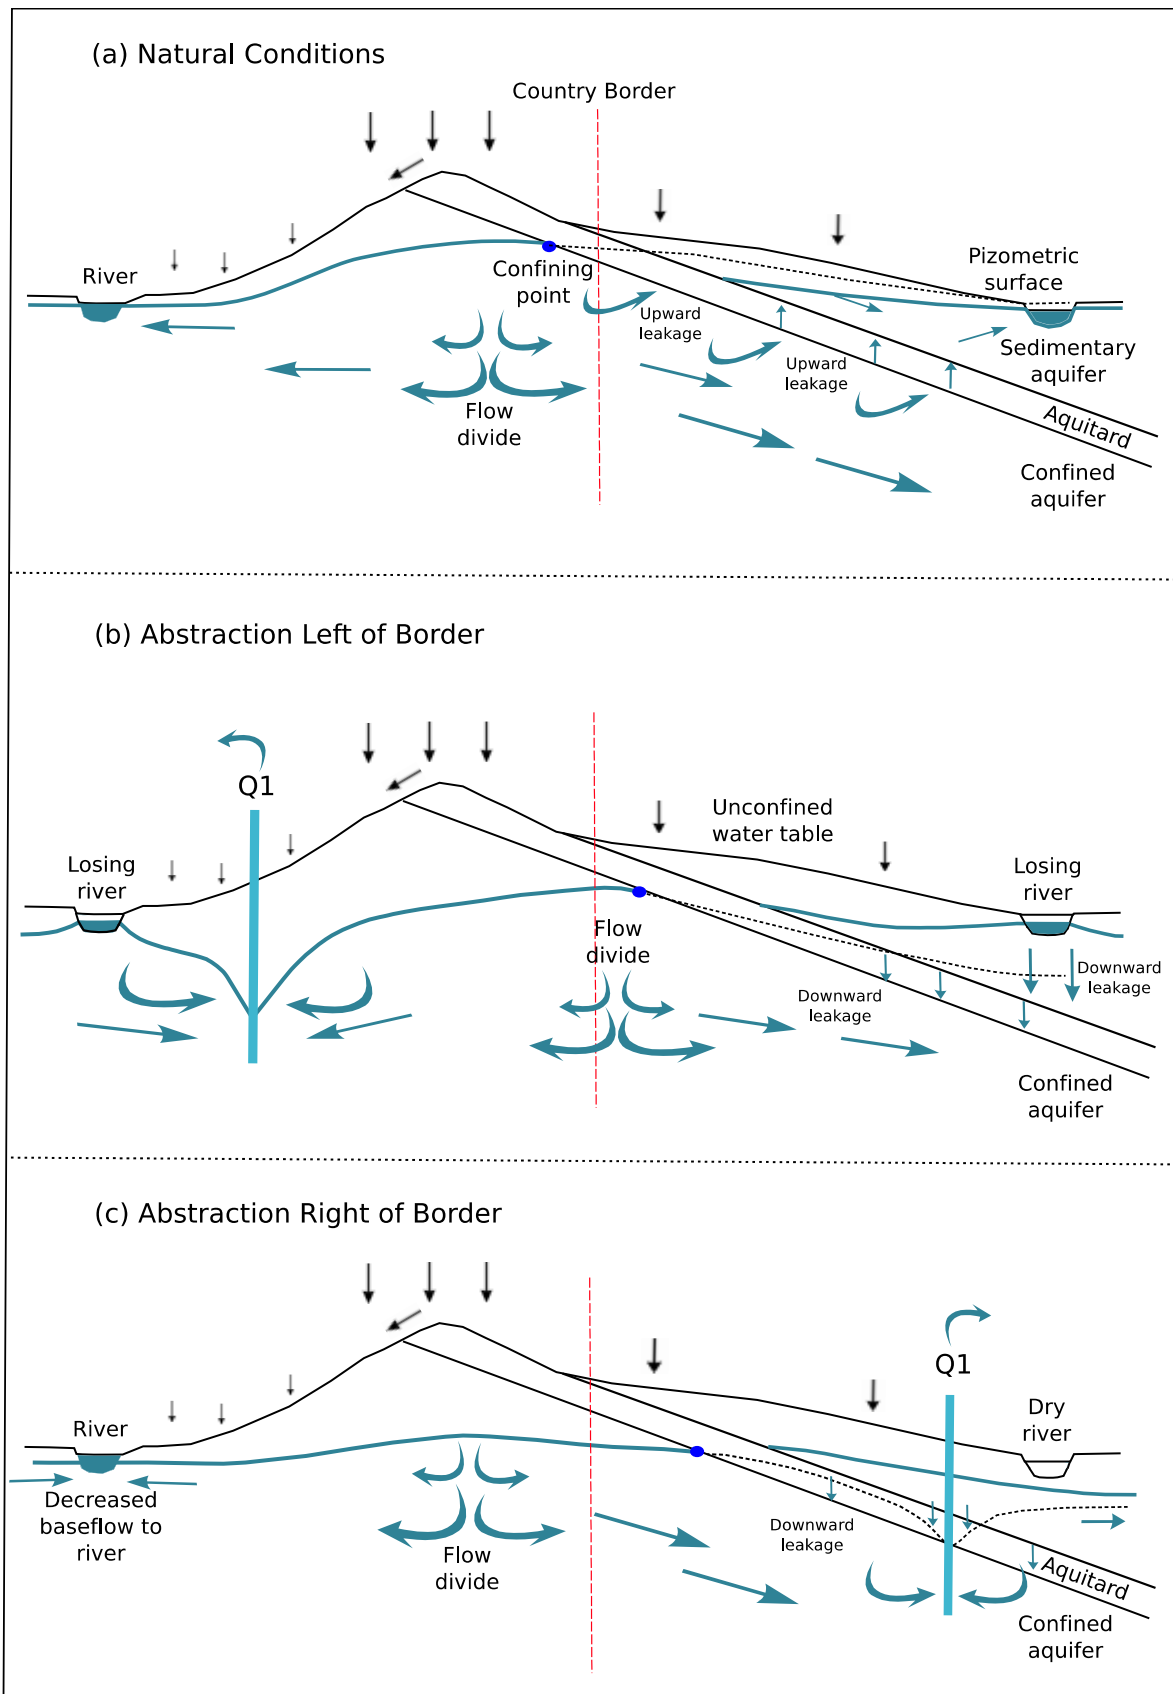 (a) Natural Conditions
Country Border
River
Confining
point
Pizometric
surface
Upward
leakage
Upward
leakage
Sedimentary
aquifer
Flow
divide
Aquitard
Confined
aquifer
(b) Abstraction Left of Border
Q1
Unconfined
water table
Losing
river
Losing
river
Flow
divide
Downward
leakage
Downward
leakage
Confined
aquifer
(c) Abstraction Right of Border
Q1
River
Dry
river
Decreased
baseflow to
river
Downward
leakage
Flow
divide
Aquitard
Confined
aquifer